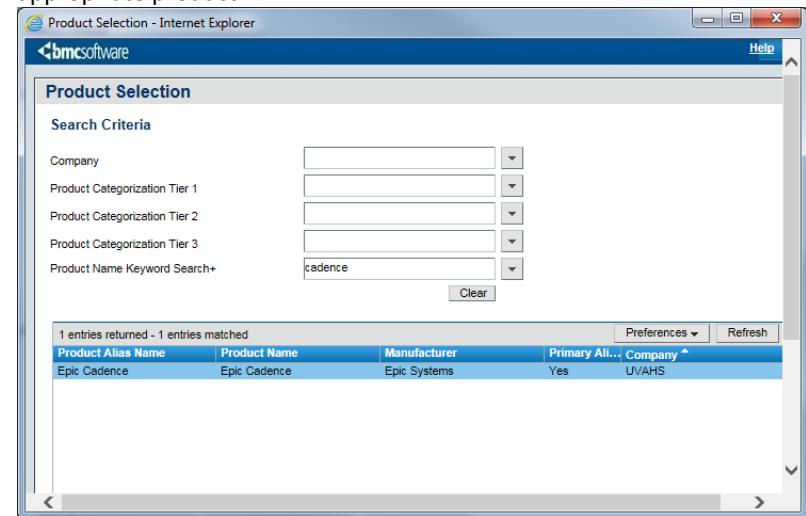 Product Selection - Internet Explorer
bmcsoftware Help
Product Selection
Search Criteria
Company
Product Categorization Tier 1
Product Categorization Tier 2
Product Categorization Tier 3
Product Name Keyword Search+ cadence
Clear
1 entries returned - 1 entries matched Preferences Refresh
Product Alias Name Product Name Manufacturer Primary Ali... Company
Epic Cadence Epic Cadence Epic Systems Yes UVAHS